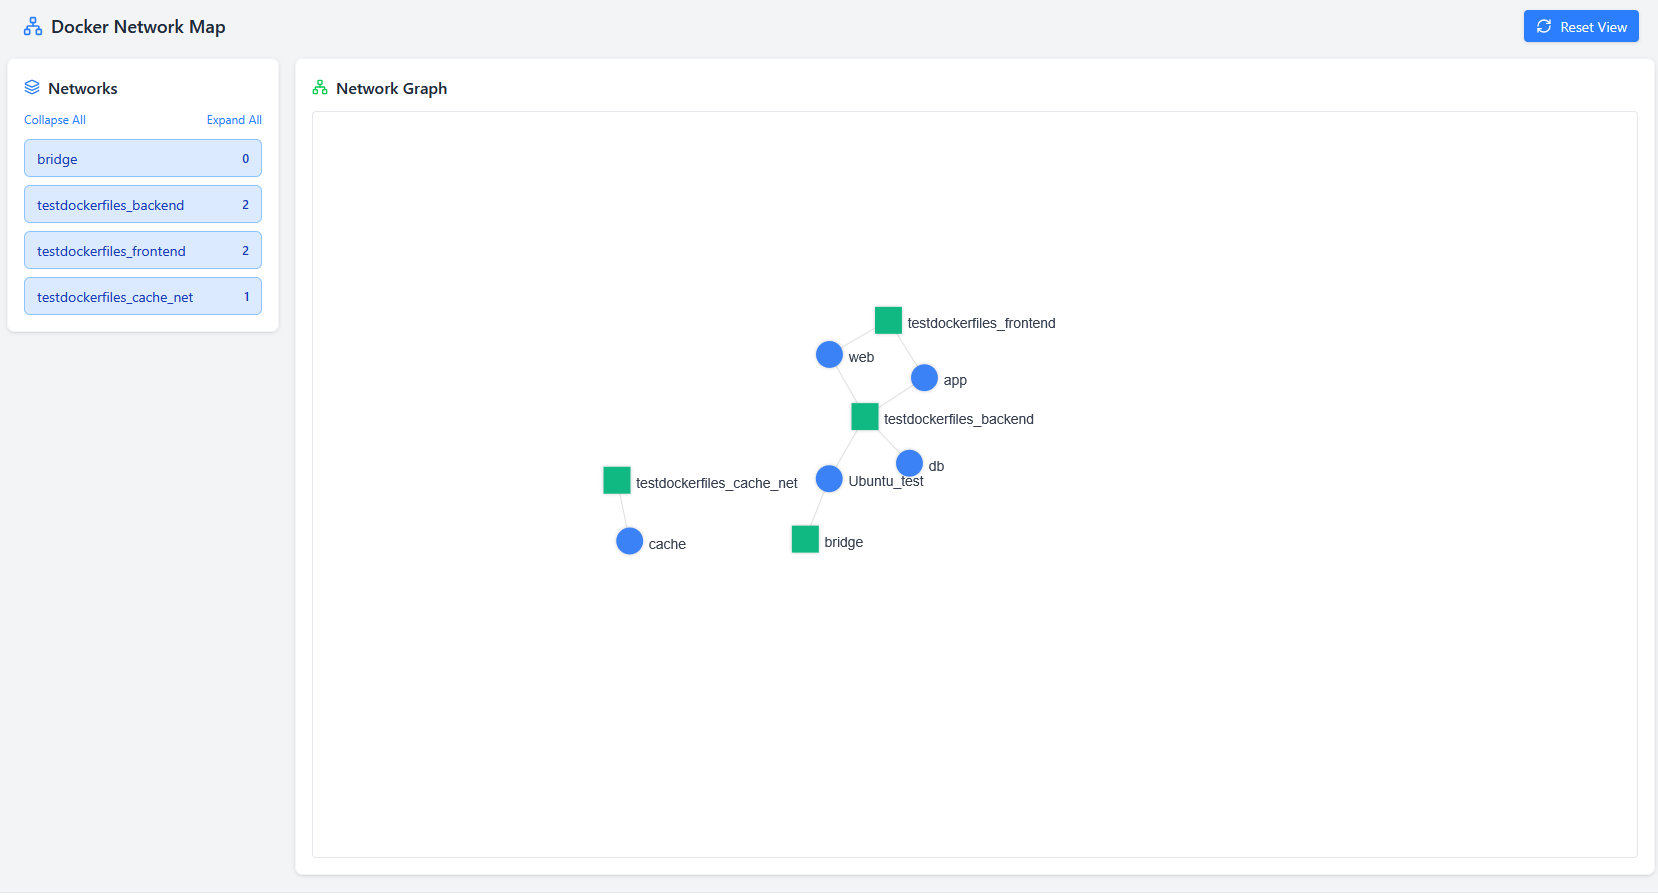 Docker Network Map
Reset View
Networks
Collapse All
Expand All
bridge 0
testdockerfiles_backend 2
testdockerfiles_frontend 2
testdockerfiles_cache_net 1
Network Graph
testdockerfiles_frontend
web
app
testdockerfiles_backend
db
Ubuntu_test
testdockerfiles_cache_net
cache
bridge